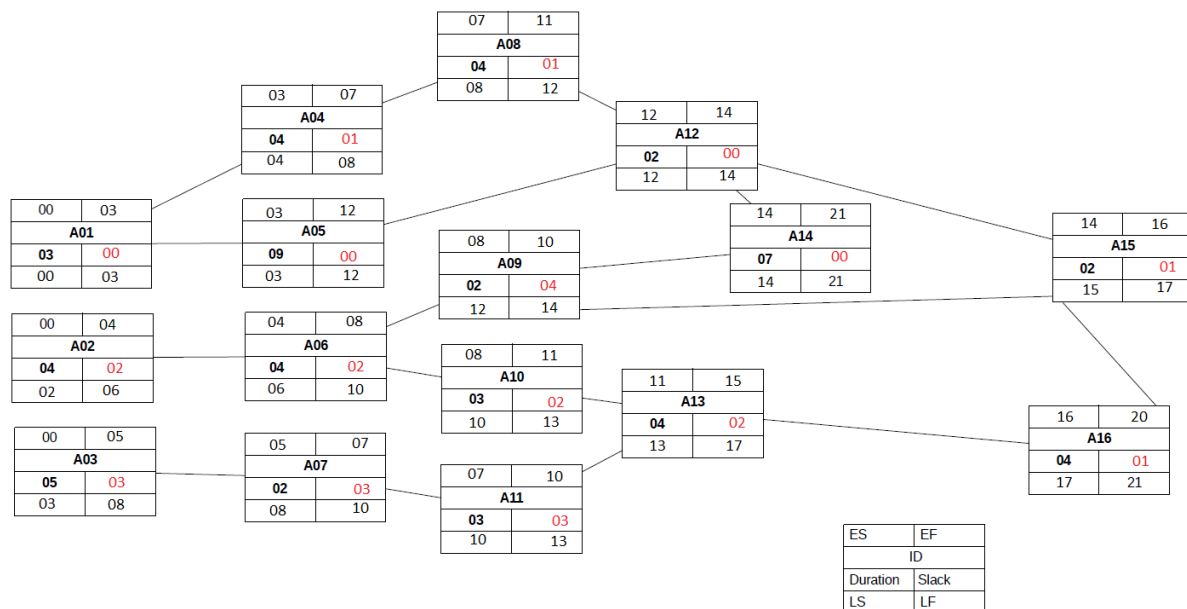 07 11
A08
04 01
08 12
03 07
A04
04 01
04 08
12 14
A12
02 00
12 14
00 03
A01
03 00
00 03
03 12
A05
09 00
03 12
08 10
A09
02 04
12 14
14 21
A14
07 00
14 21
14 16
A15
02 01
15 17
00 04
A02
04 02
02 06
04 08
A06
04 02
06 10
08 11
A10
03 02
10 13
11 15
A13
04 02
13 17
16 20
A16
04 01
17 21
00 05
A03
05 03
03 08
05 07
A07
02 03
08 10
07 10
A11
03 03
10 13
ES EF
ID
Duration Slack
LS LF